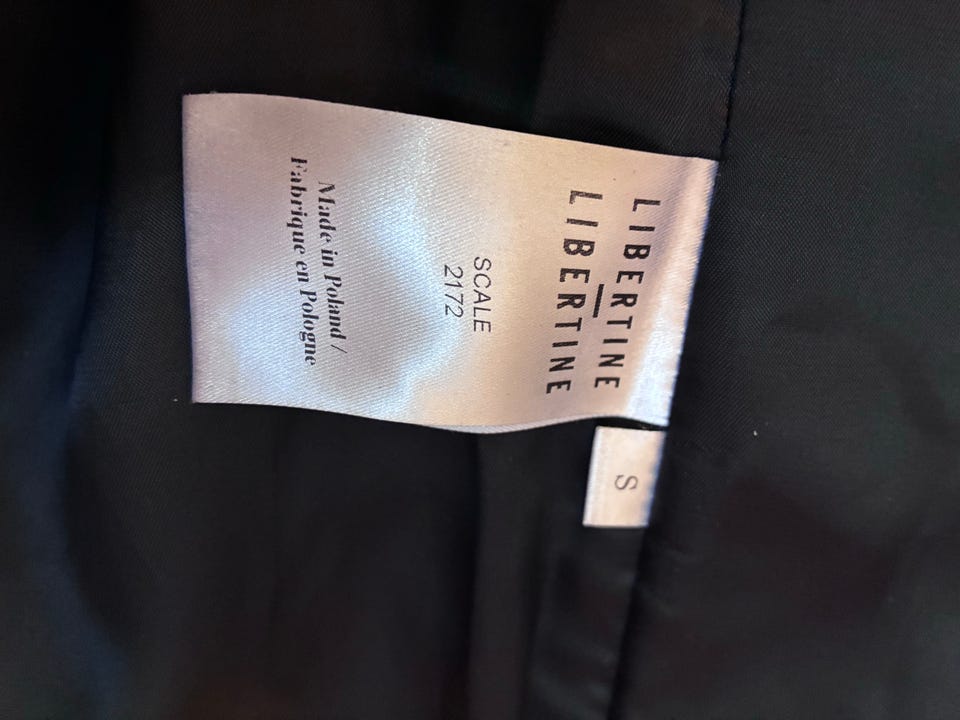 LIBERTINE
LIBERTINE
SCALE
2172
Made in Poland /
Fabrique en Pologne
S